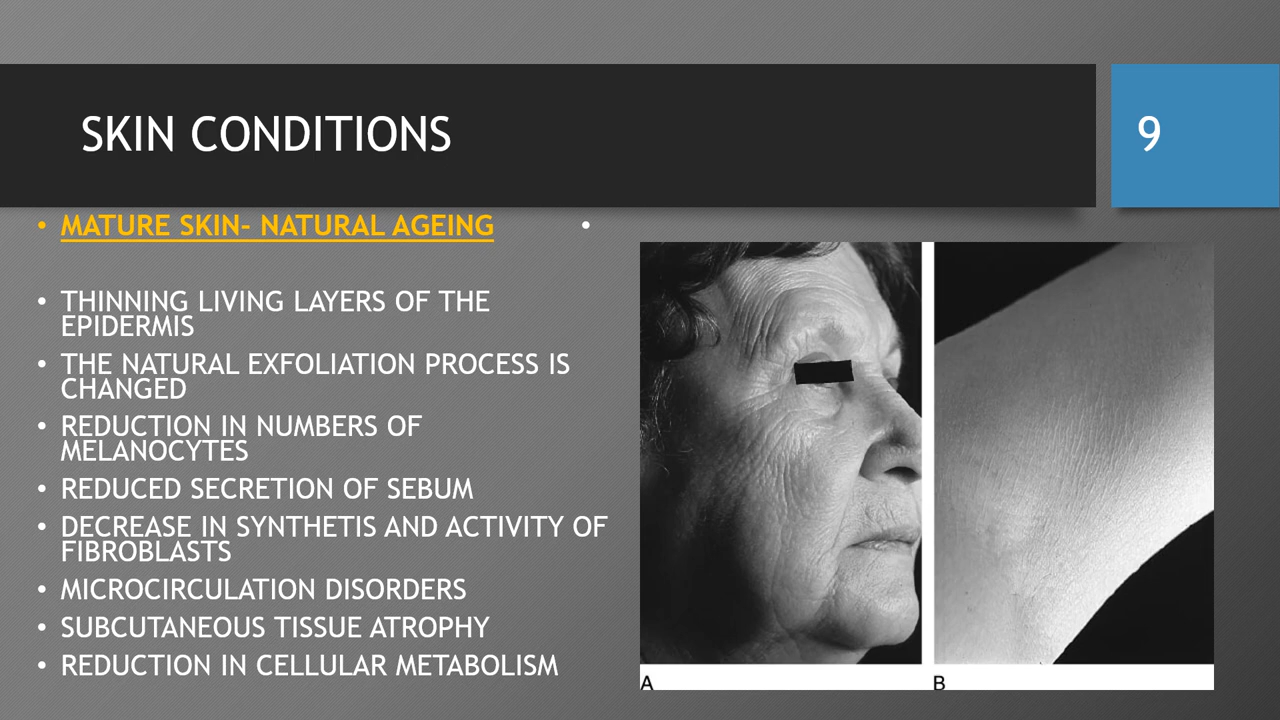 SKIN CONDITIONS
9
• MATURE SKIN- NATURAL AGEING
•
• THINNING LIVING LAYERS OF THE
EPIDERMIS
• THE NATURAL EXFOLIATION PROCESS IS
CHANGED
• REDUCTION IN NUMBERS OF
MELANOCYTES
• REDUCED SECRETION OF SEBUM
• DECREASE IN SYNTHETIS AND ACTIVITY OF
FIBROBLASTS
• MICROCIRCULATION DISORDERS
• SUBCUTANEOUS TISSUE ATROPHY
• REDUCTION IN CELLULAR METABOLISM
A
B